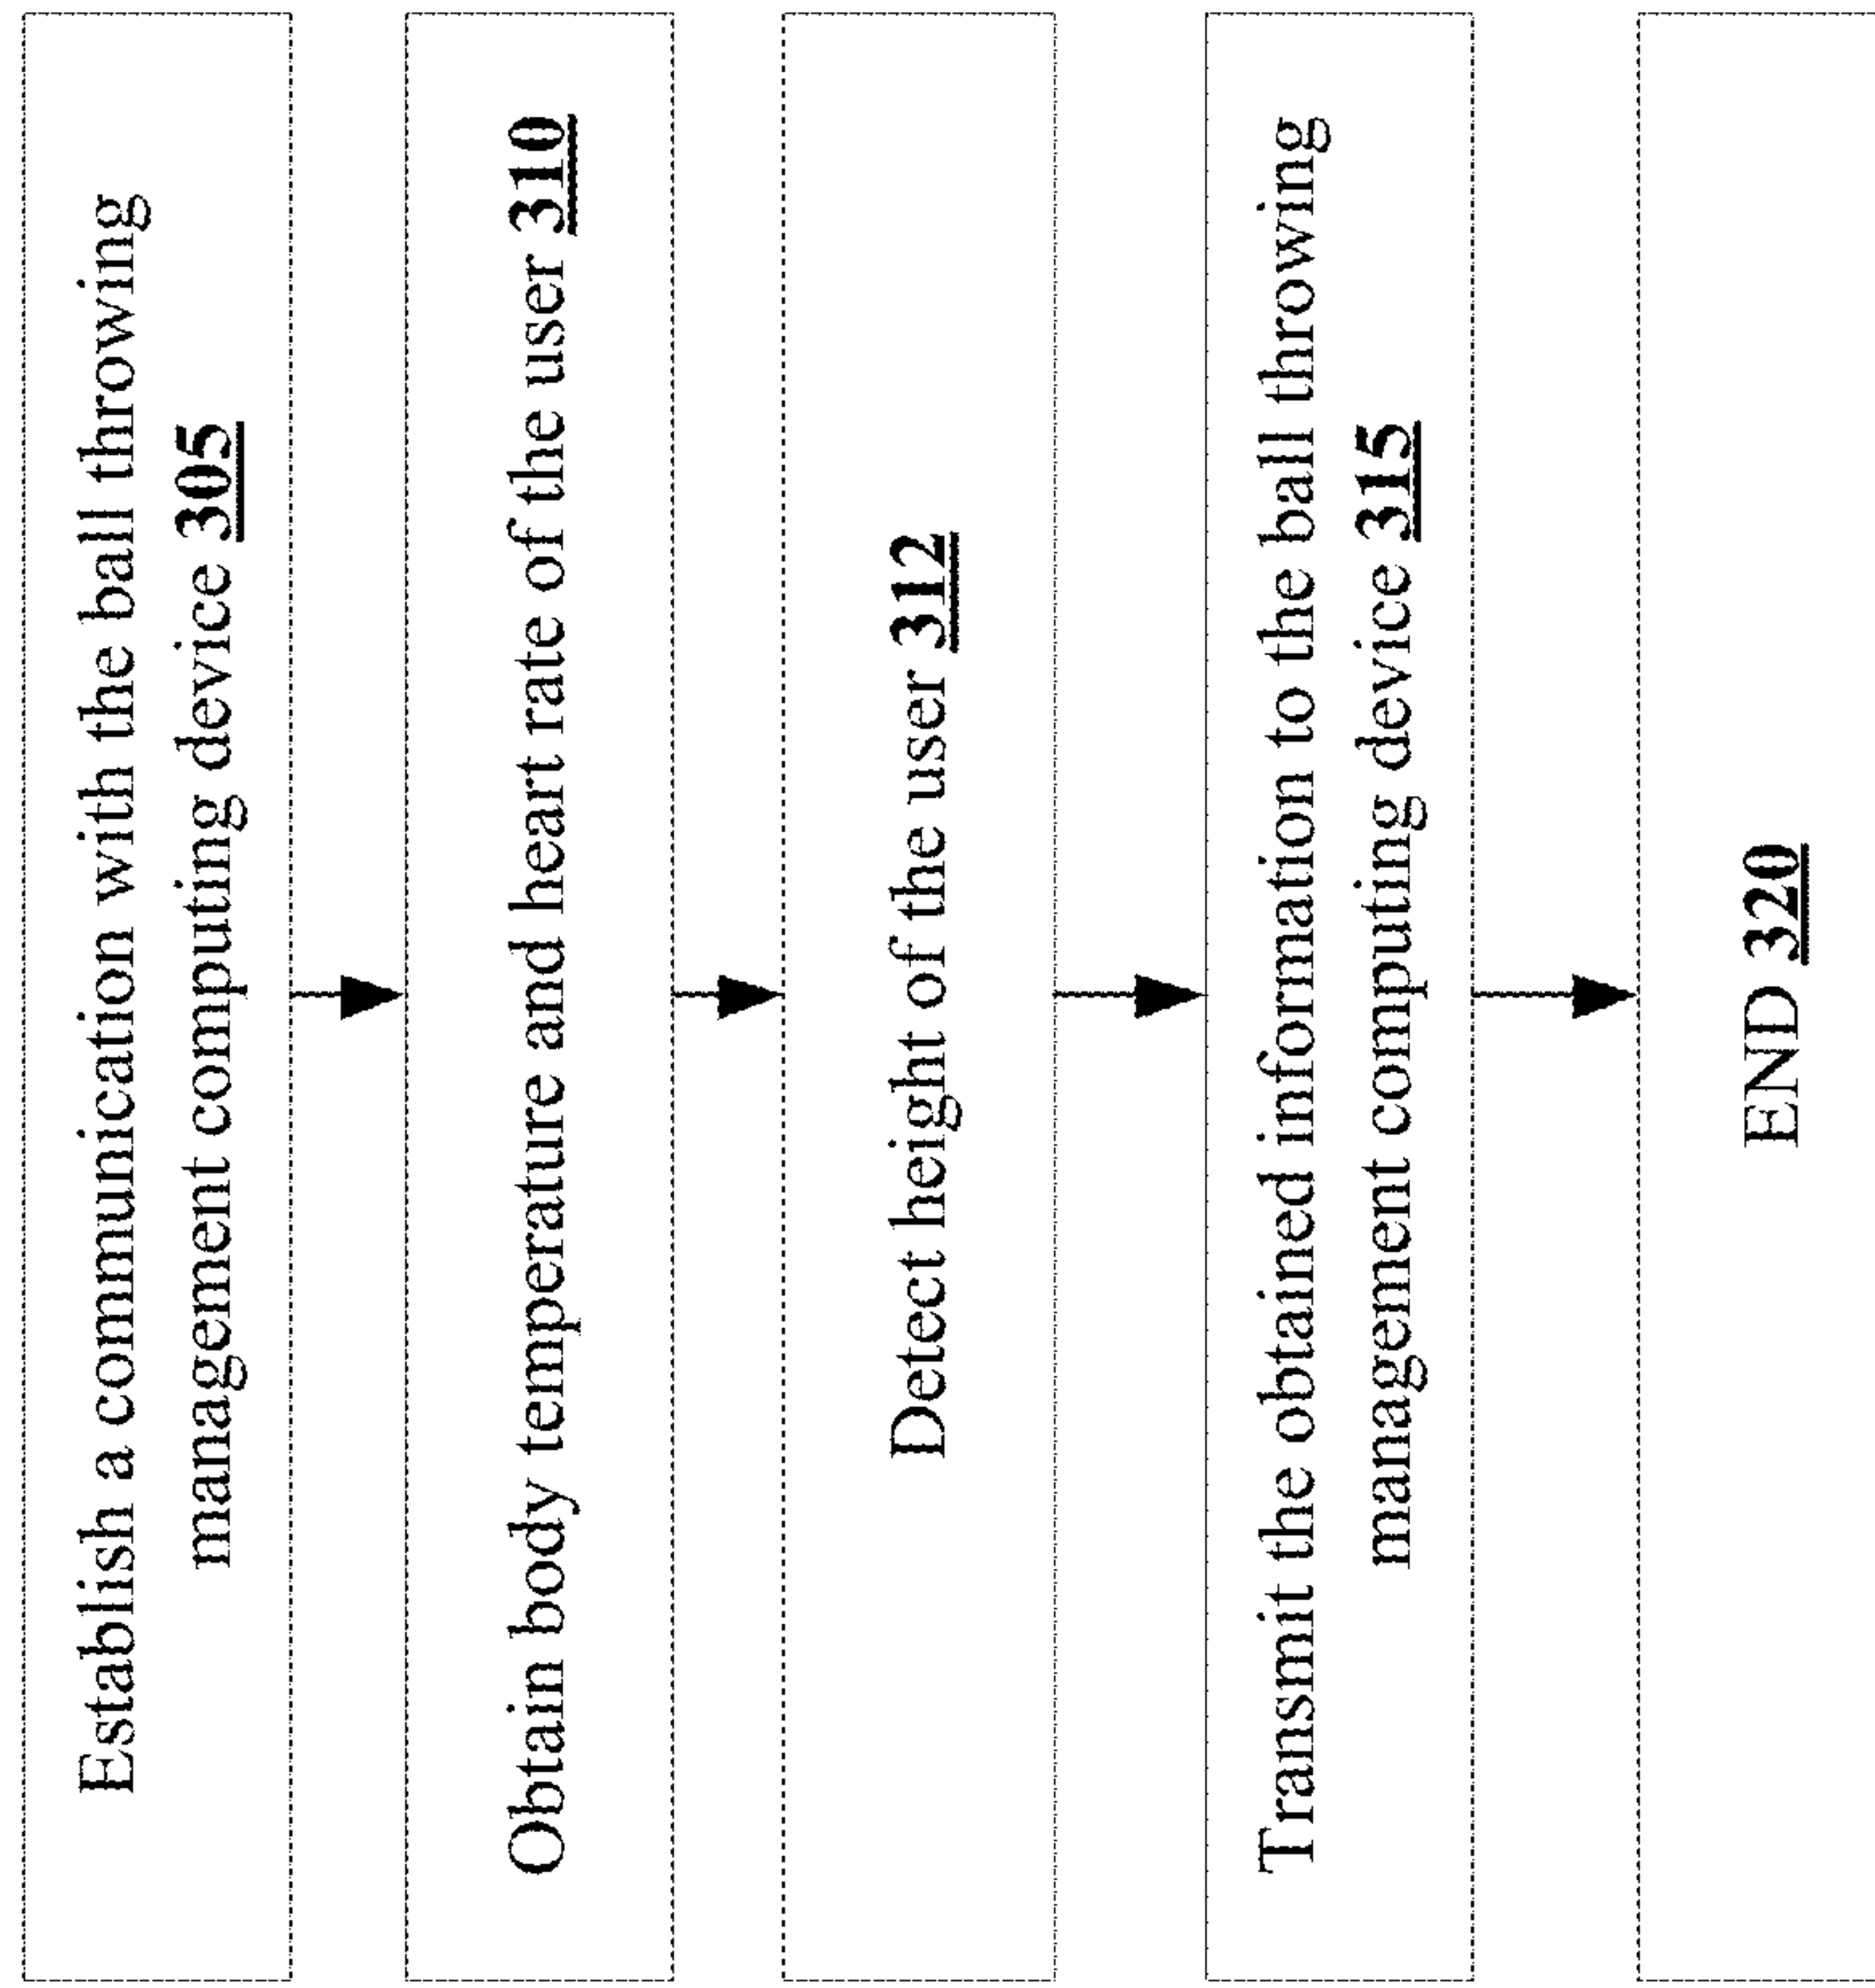 Establish a communication with the ball throwing
management computing device 305
Obtain body temperature and heart rate of the user 310
Detect height of the user 312
Transmit the obtained information to the ball throwing
management computing device 315
END 320